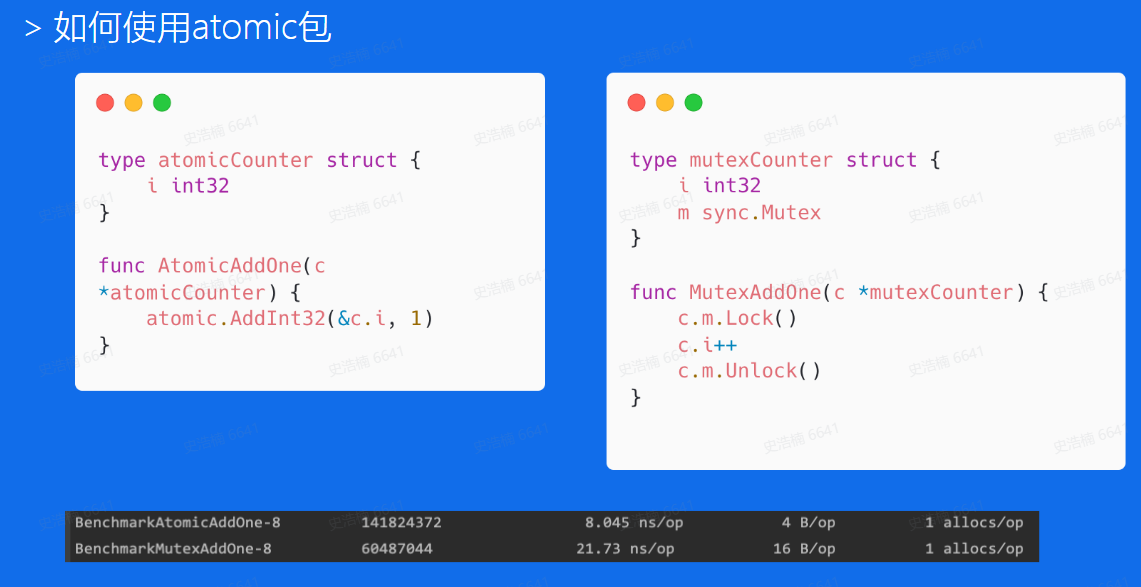 > 如何使用atomic包
type atomicCounter struct {
    i int32
}
func AtomicAddOne(c
*atomicCounter) {
    atomic.AddInt32(&c.i, 1)
}
type mutexCounter struct {
    i int32
    m sync.Mutex
}
func MutexAddOne(c *mutexCounter) {
    c.m.Lock()
    c.i++
    c.m.Unlock()
}
BenchmarkAtomicAddOne-8 141824372 8.045 ns/op 4 B/op 1 allocs/op
BenchmarkMutexAddOne-8 60487044 21.73 ns/op 16 B/op 1 allocs/op
史浩楠 6641